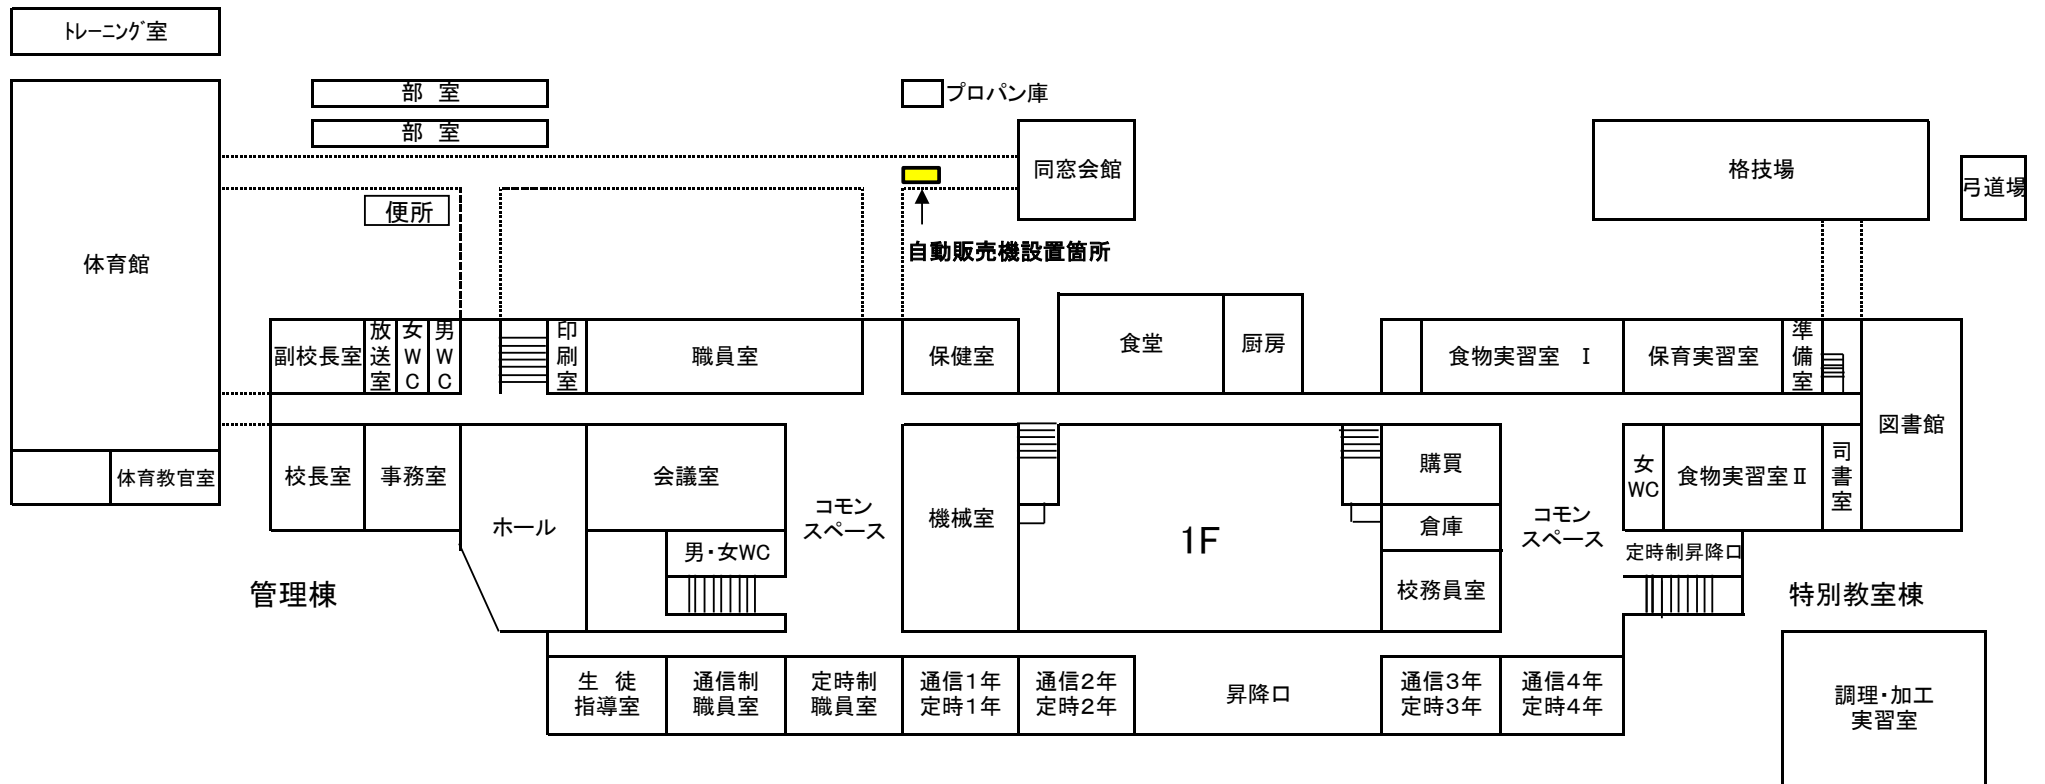 ﾄﾚｰﾆﾝｸﾞ室
部 室
プロパン庫
部 室
同窓会館
格技場
弓道場
便所
自動販売機設置箇所
体育館
副校長室
放送室
女WC
男WC
印刷室
職員室
保健室
食堂
厨房
食物実習室 Ⅰ
保育実習室
準備室
図書館
体育教官室
校長室
事務室
ホール
会議室
コモン
スペース
機械室
1F
購買
倉庫
校務員室
コモン
スペース
女
WC
食物実習室Ⅱ
司書室
男・女WC
定時制昇降口
管理棟
特別教室棟
生 徒
指導室
通信制
職員室
定時制
職員室
通信1年
定時1年
通信2年
定時2年
昇降口
通信3年
定時3年
通信4年
定時4年
調理・加工
実習室